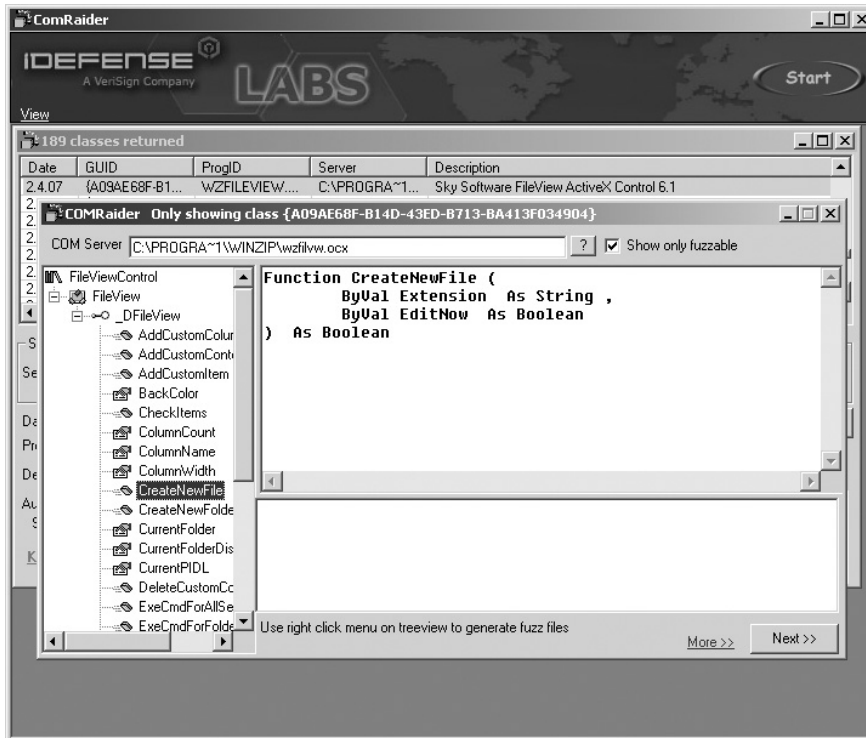 ComRaider
iDEFENSE
A VeriSign Company
LABS
Start
View
189 classes returned
Date GUID ProgID Server Description
2.4.07 {A09AE68F-B1... WZFILEVIEW.... C:\PROGRA~1... Sky Software FileView ActiveX Control 6.1
COMRaider Only showing class {A09AE68F-B14D-43ED-B713-BA413F034904}
COM Server C:\PROGRA~1\WINZIP\wzfilvw.ocx ? Show only fuzzable
FileViewControl
FileView
_DFileView
AddCustomColur
AddCustomConti
AddCustomItem
BackColor
CheckItems
ColumnCount
ColumnName
ColumnWidth
CreateNewFile
CreateNewFolde
CurrentFolder
CurrentFolderDis
CurrentPIDL
DeleteCustomCc
ExeCmdForAllSe
ExeCmdForFolde
Function CreateNewFile (
ByVal Extension As String ,
ByVal EditNow As Boolean
) As Boolean
Use right click menu on treeview to generate fuzz files
More >>
Next >>